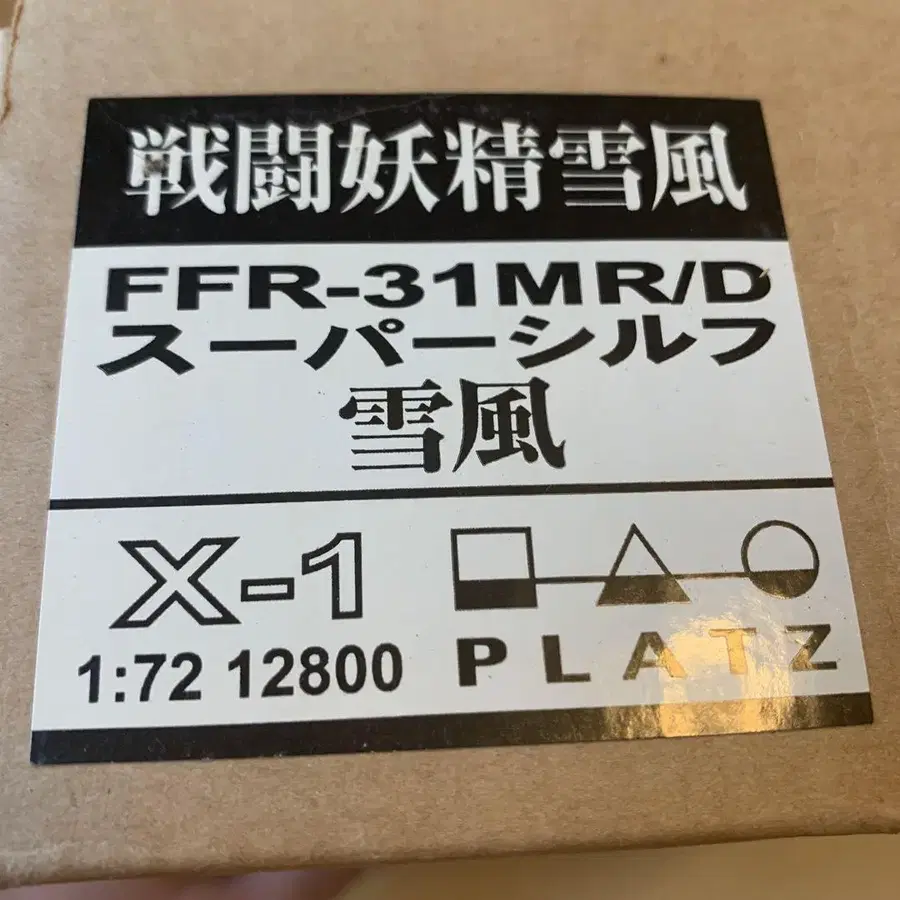 戦闘妖精雪風
FFR-31MR/D
スーパーシルフ
雪風
X-1
1:72 12800
PLATZ